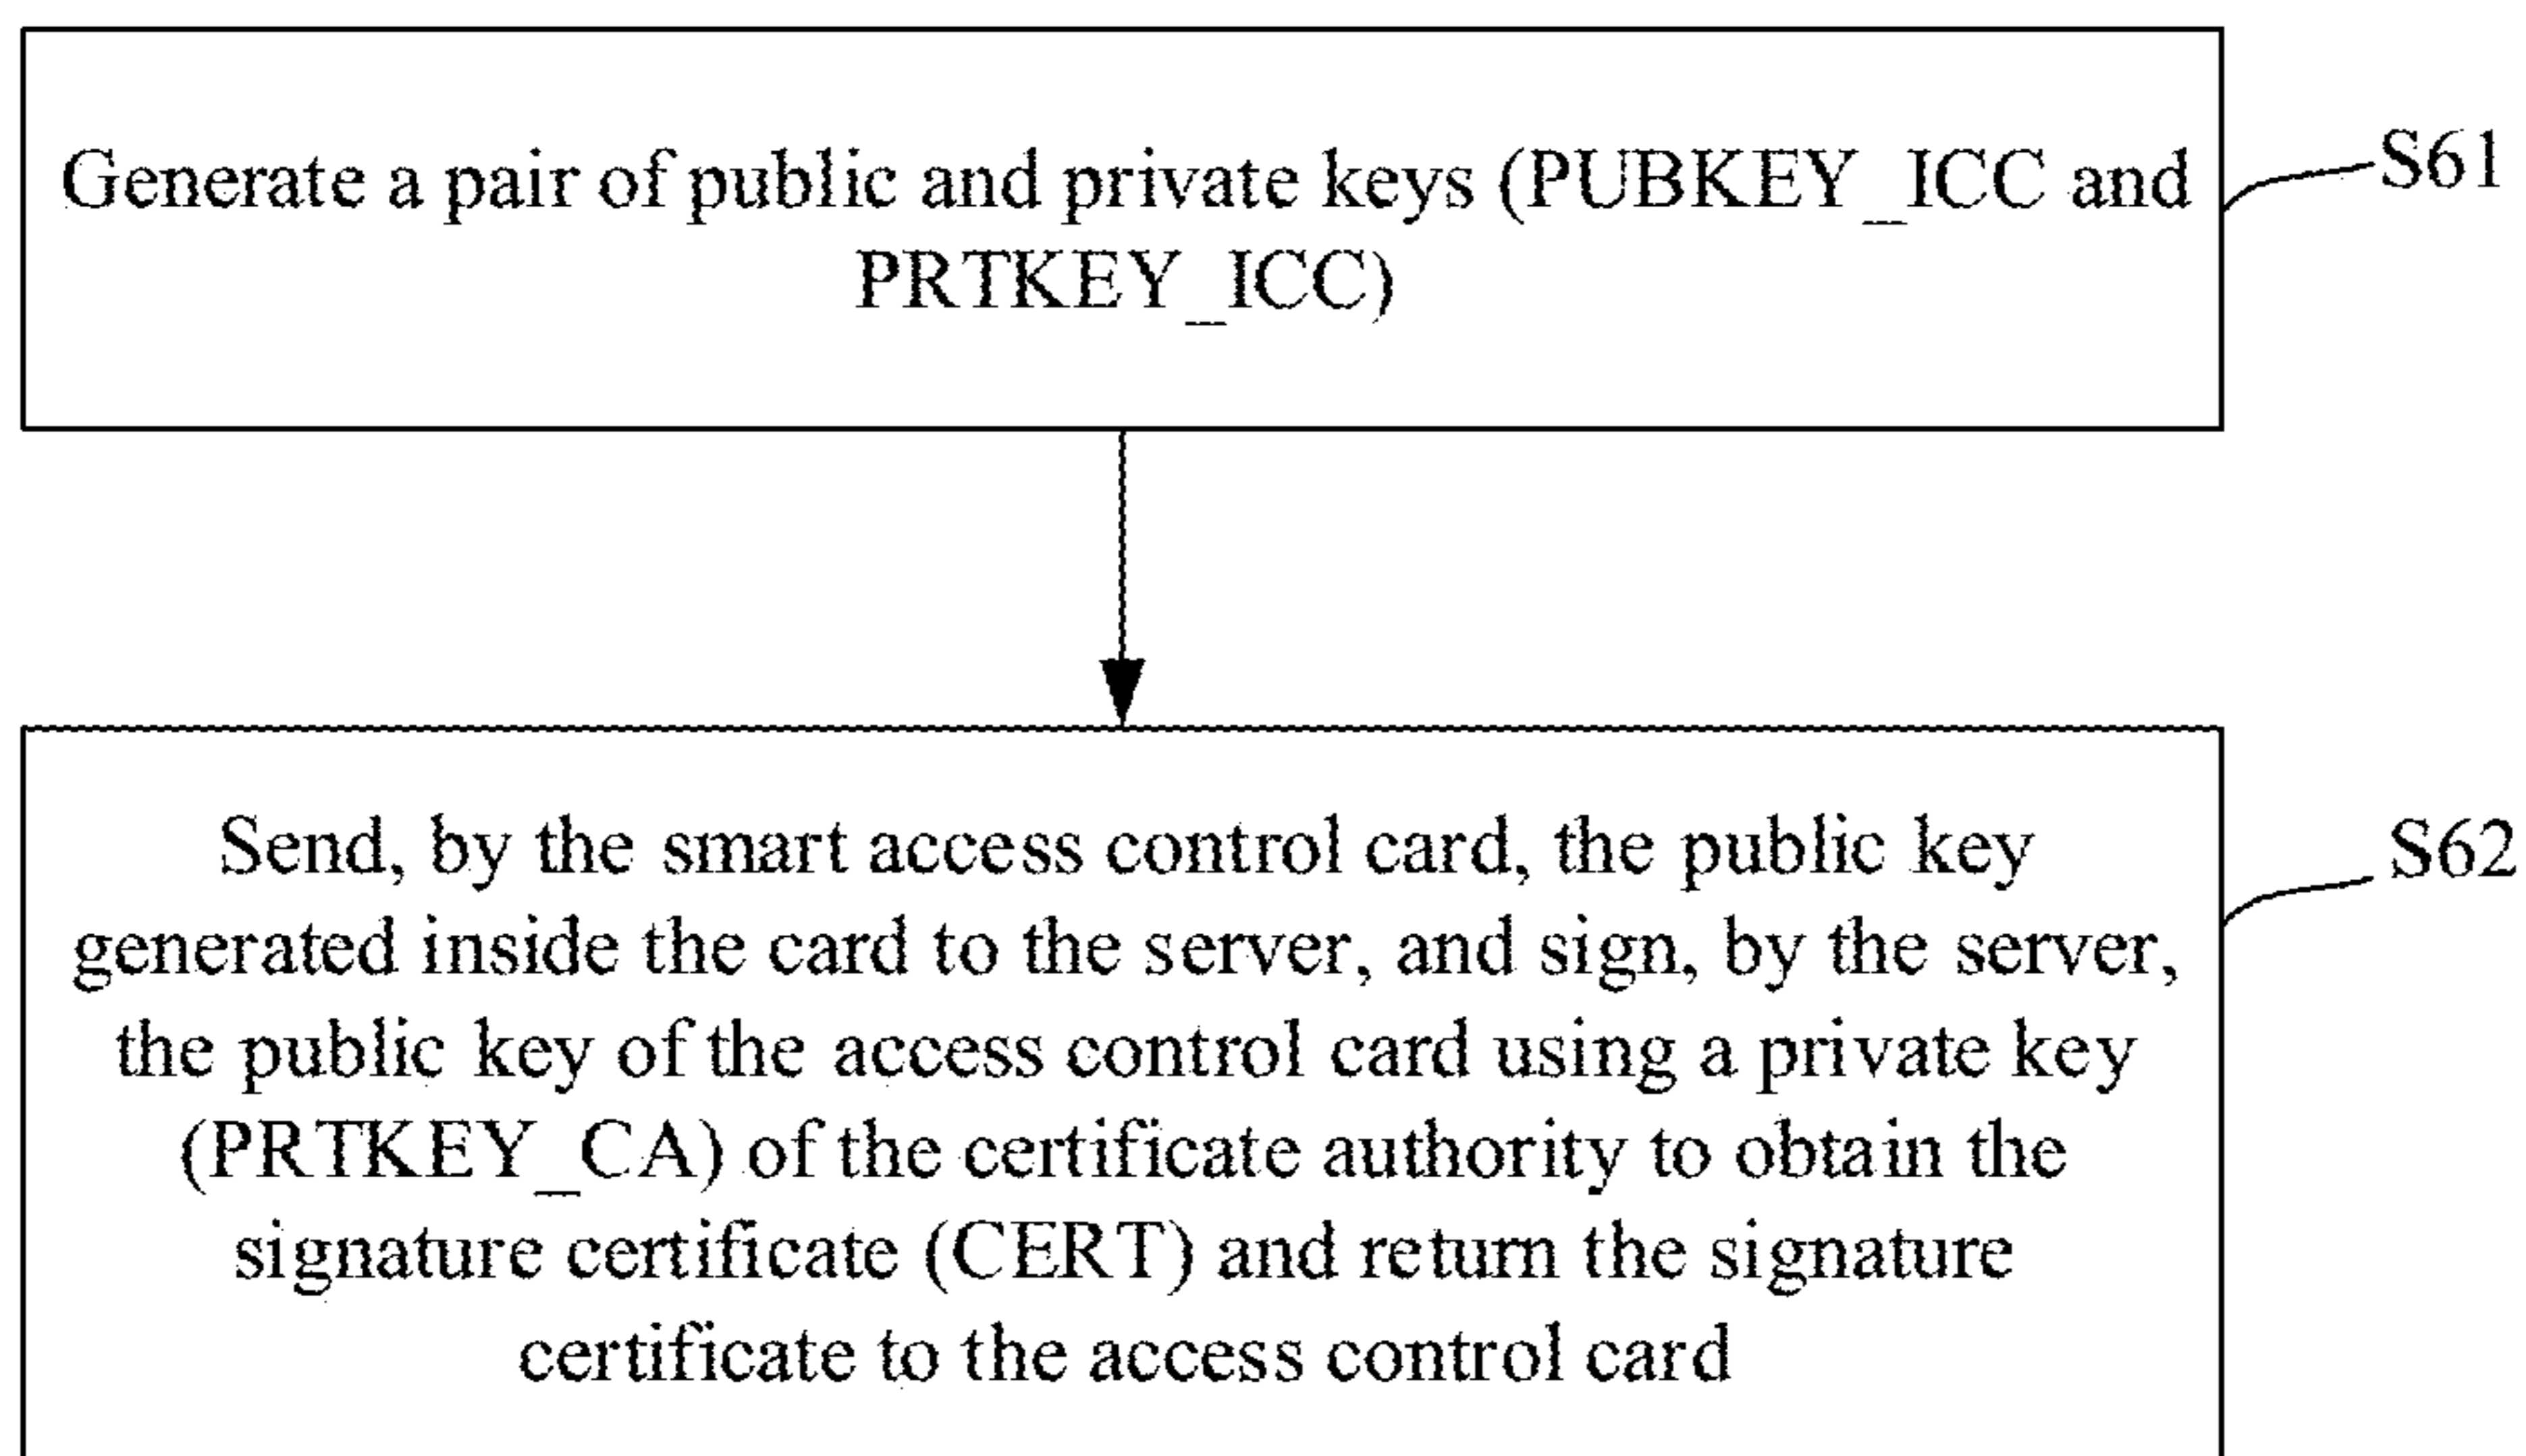 Generate a pair of public and private keys (PUBKEY_ICC and
PRTKEY_ICC)
S61
Send, by the smart access control card, the public key
generated inside the card to the server, and sign, by the server,
the public key of the access control card using a private key
(PRTKEY_CA) of the certificate authority to obtain the
signature certificate (CERT) and return the signature
certificate to the access control card
S62